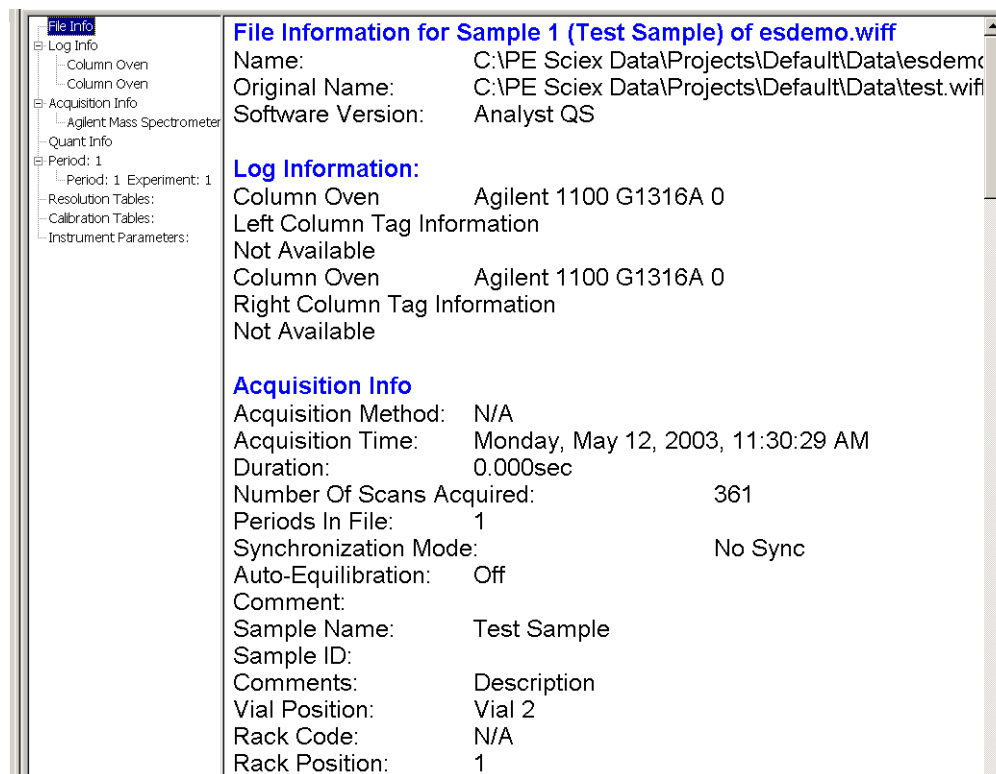 File Info
Log Info
Column Oven
Column Oven
Acquisition Info
Agilent Mass Spectrometer
Quant Info
Period: 1
Period: 1 Experiment: 1
Resolution Tables:
Calibration Tables:
Instrument Parameters:
File Information for Sample 1 (Test Sample) of esdemo.wiff
Name: C:\PE Sciex Data\Projects\Default\Data\esdemo
Original Name: C:\PE Sciex Data\Projects\Default\Data\test.wiff
Software Version: Analyst QS
Log Information:
Column Oven Agilent 1100 G1316A 0
Left Column Tag Information
Not Available
Column Oven Agilent 1100 G1316A 0
Right Column Tag Information
Not Available
Acquisition Info
Acquisition Method: N/A
Acquisition Time: Monday, May 12, 2003, 11:30:29 AM
Duration: 0.000sec
Number Of Scans Acquired: 361
Periods In File: 1
Synchronization Mode: No Sync
Auto-Equilibration: Off
Comment:
Sample Name: Test Sample
Sample ID:
Comments: Description
Vial Position: Vial 2
Rack Code: N/A
Rack Position: 1